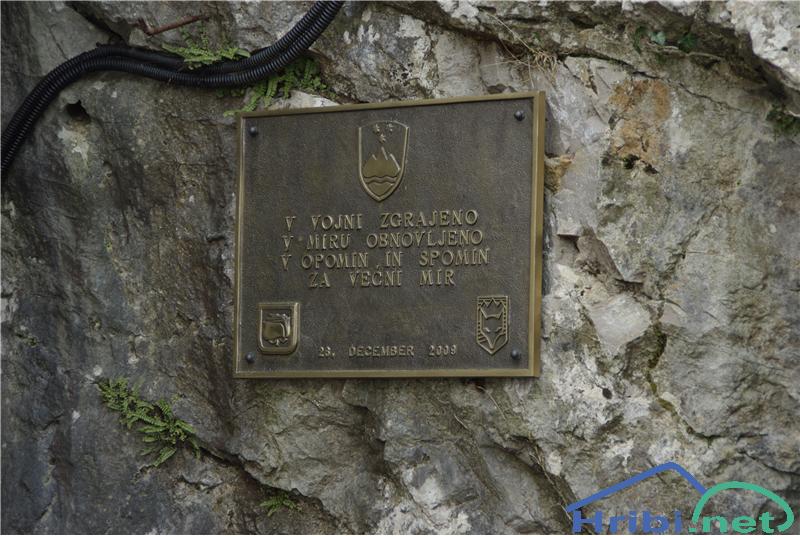 V VOJNI ZGRAJENO
V MIRU OBNOVLJENO
V OPOMIN IN SPOMIN
ZA VEČNI MIR
23. DECEMBER 2009
Hribi.net